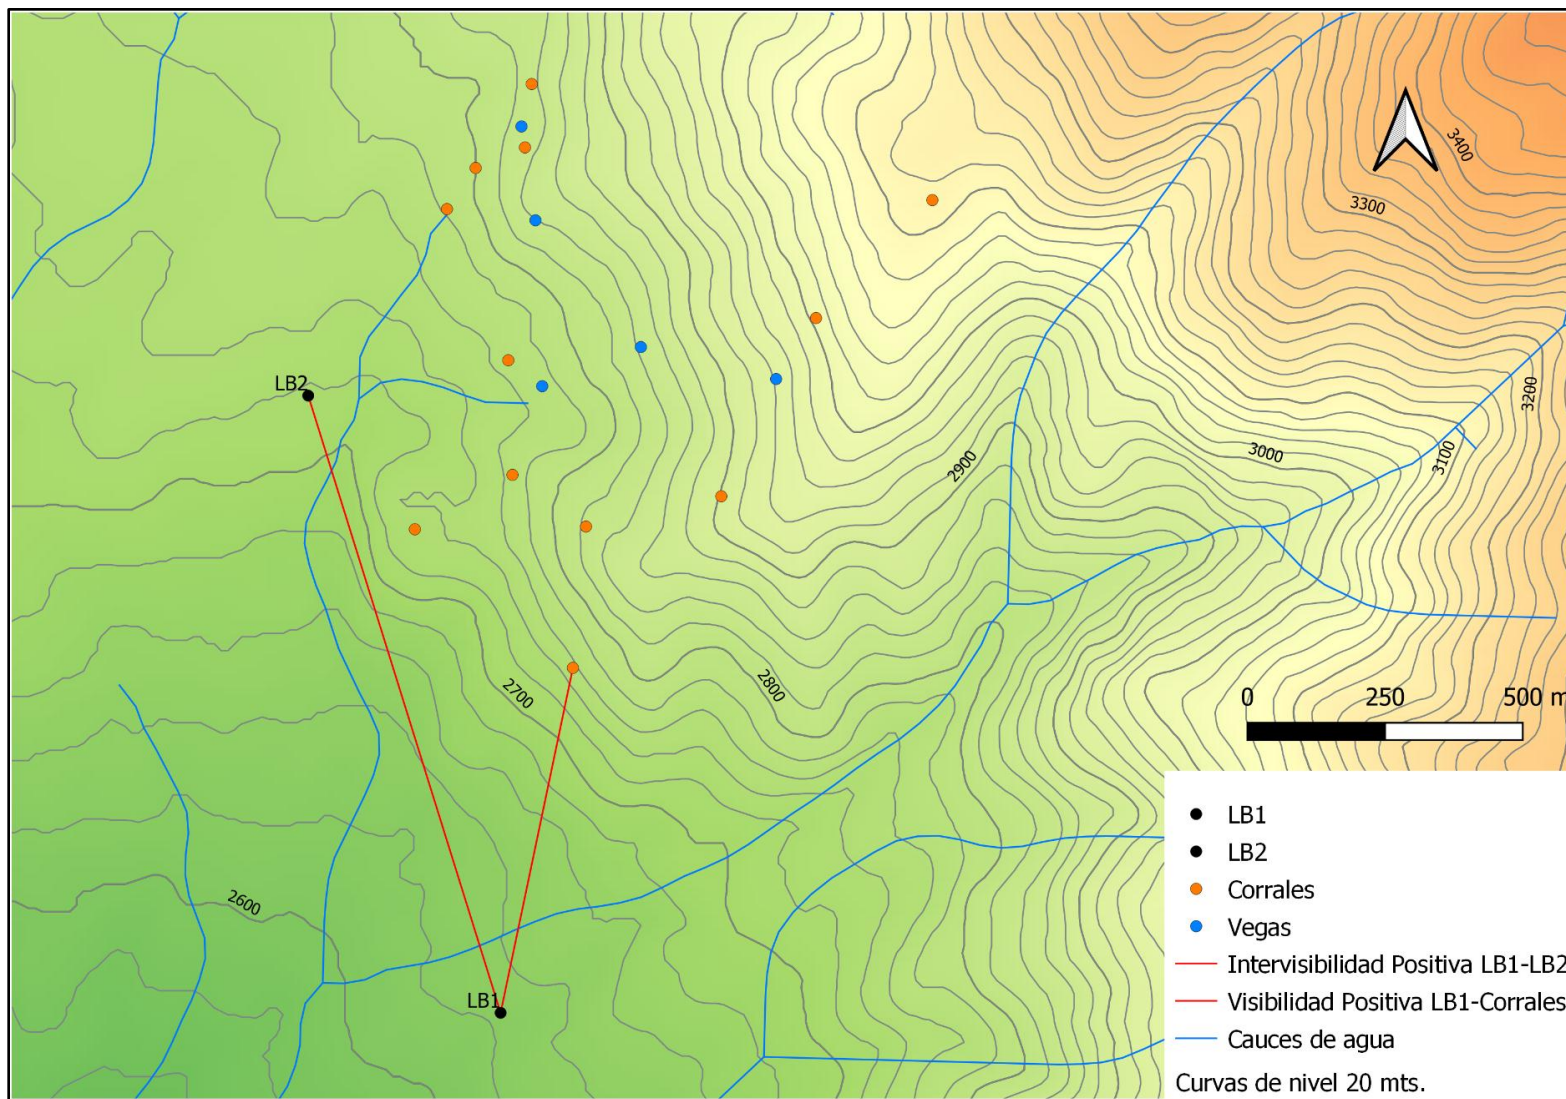 3400
3300
LB2
3200
2900
3000
3100
2700
2800
0 250 500 m
2600
LB1
LB1
LB2
Corrales
Vegas
Intervisibilidad Positiva LB1-LB2
Visibilidad Positiva LB1-Corrales
Cauces de agua
Curvas de nivel 20 mts.